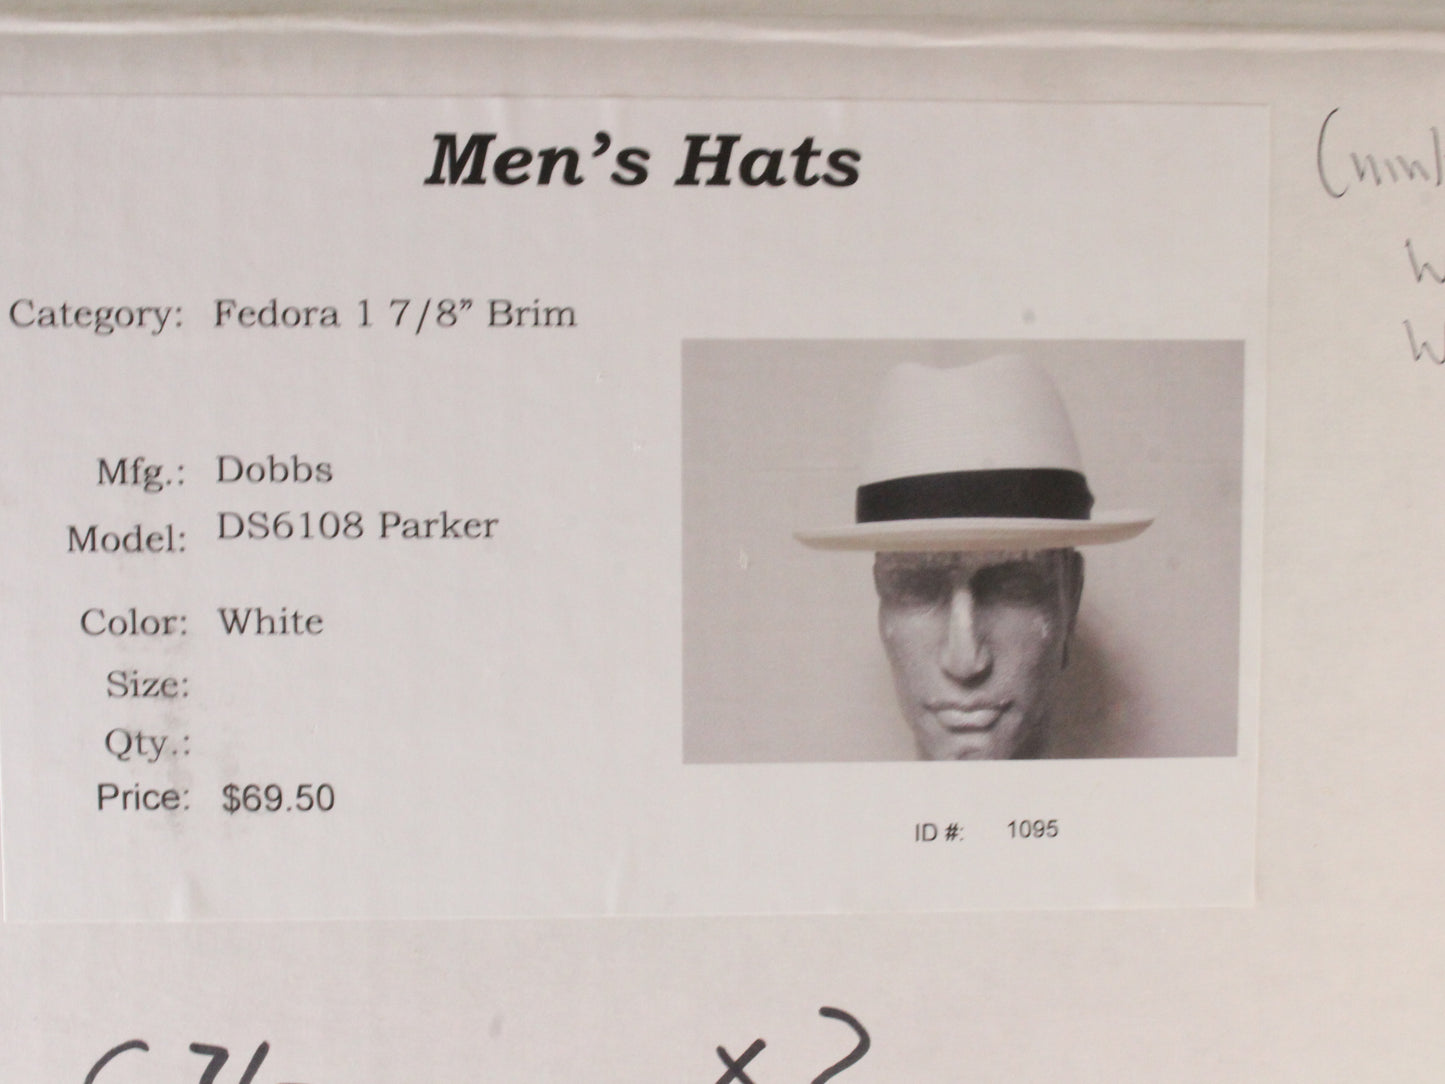 Men's Hats
Category: Fedora 1 7/8” Brim
Mfg.: Dobbs
Model: DS6108 Parker
Color: White
Size:
Qty.:
Price: $69.50
ID #: 1095